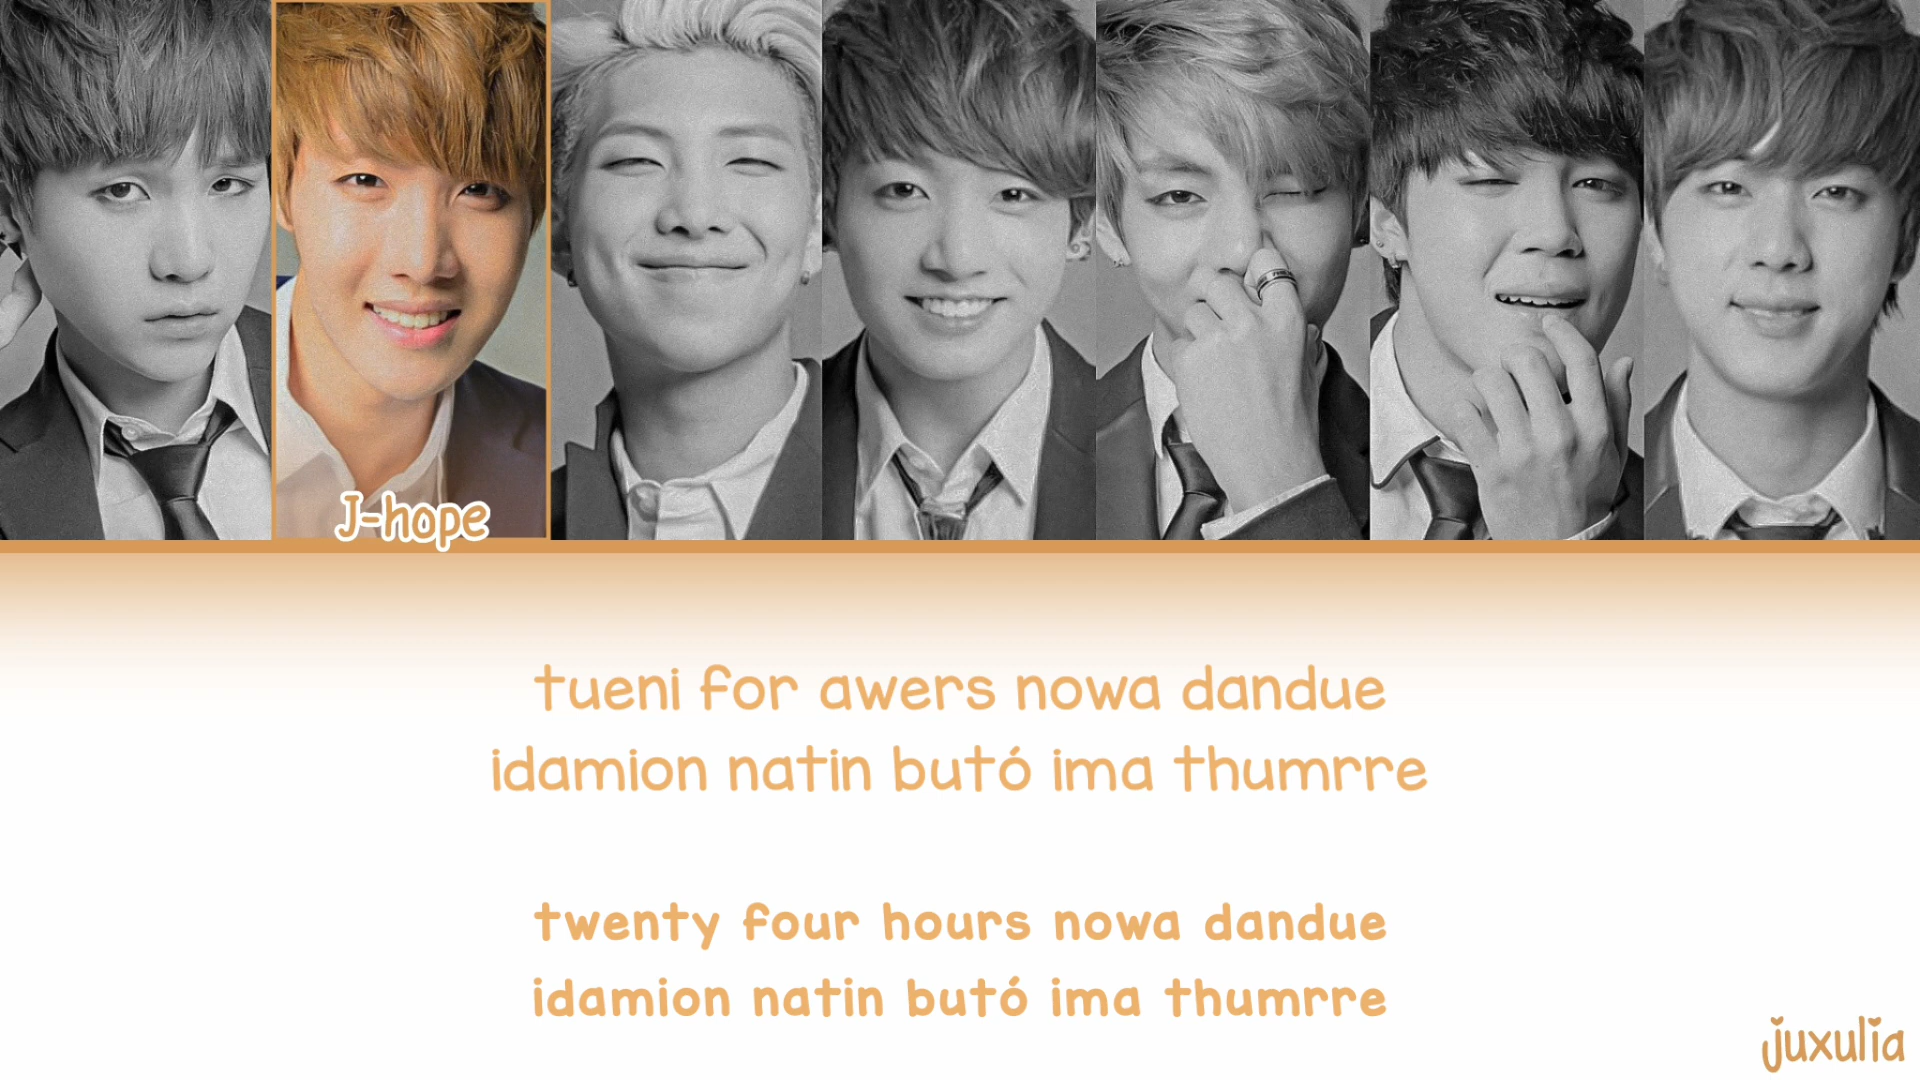 J-hope
tueni for awers nowa dandue
idamion natin butó ima thumrre
twenty four hours nowa dandue
idamion natin butó ima thumrre
juxulia